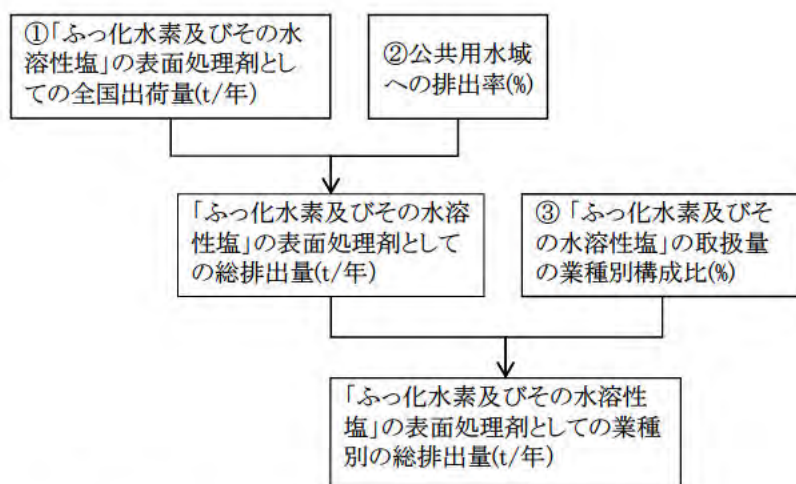 ①「ふっ化水素及びその水
溶性塩」の表面処理剤とし
ての全国出荷量(t/年)
②公共用水域
への排出率(%)
「ふっ化水素及びその水溶
性塩」の表面処理剤として
の総排出量(t/年)
③「ふっ化水素及びそ
の水溶性塩」の取扱量
の業種別構成比(%)
「ふっ化水素及びその水溶性
塩」の表面処理剤としての業種
別の総排出量(t/年)